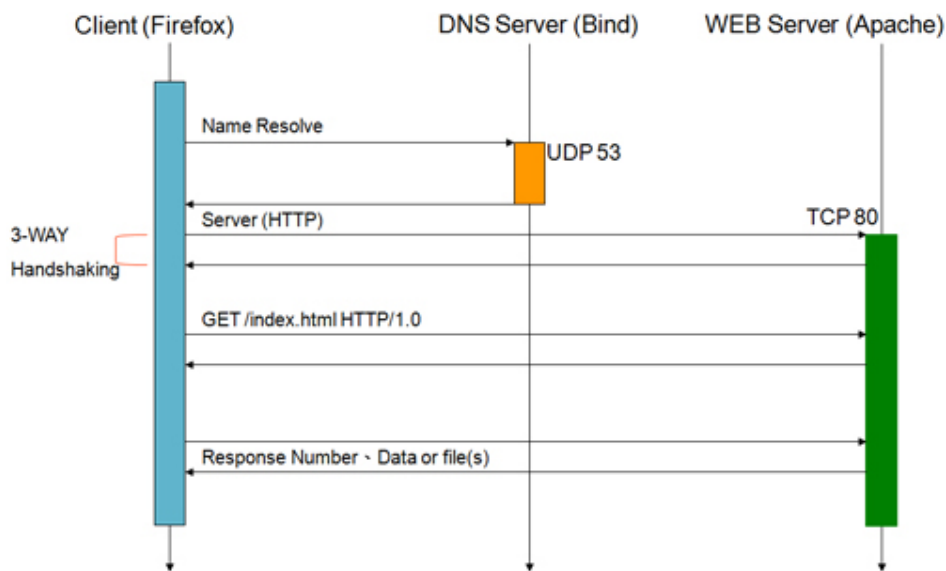 Client (Firefox)
DNS Server (Bind)
WEB Server (Apache)
Name Resolve
UDP 53
Server (HTTP)
TCP 80
3-WAY
Handshaking
GET /index.html HTTP/1.0
Response Number、Data or file(s)